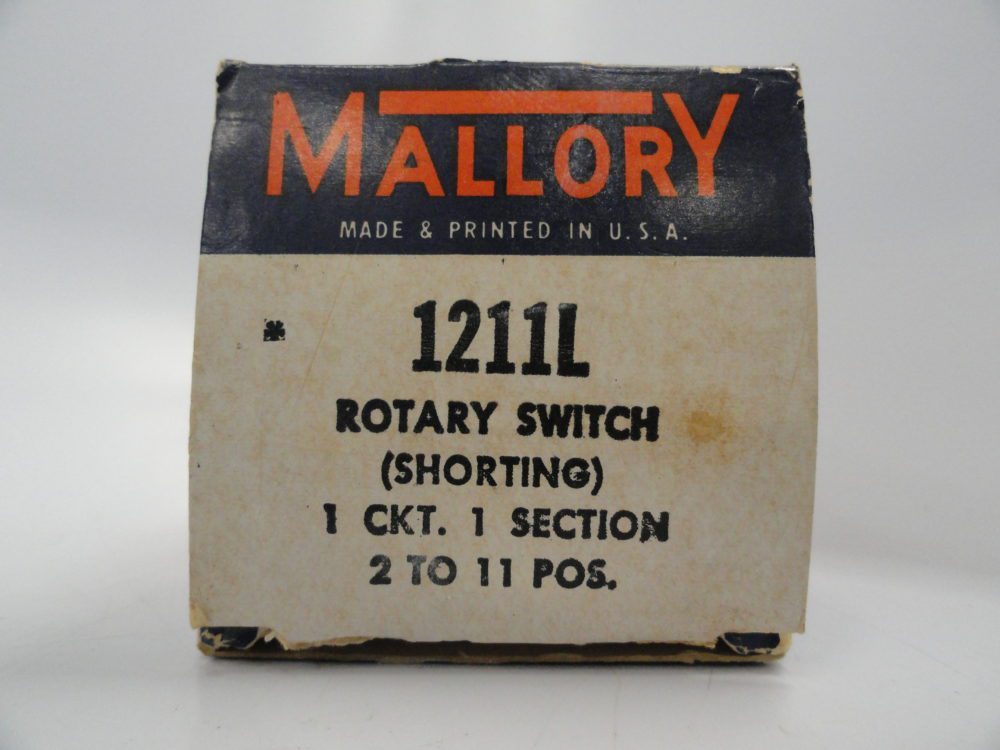 MALLORY
MADE & PRINTED IN U.S.A.
1211L
ROTARY SWITCH
(SHORTING)
1 CKT. 1 SECTION
2 TO 11 POS.